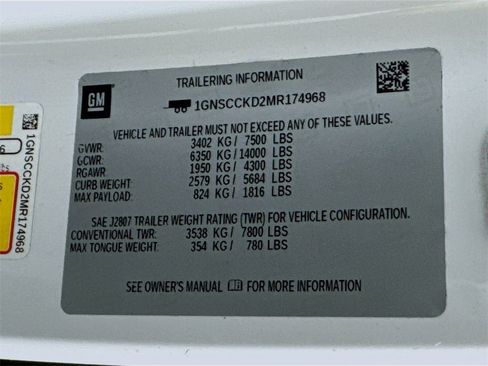 TRAILERING INFORMATION
GM
1GNSCCKD2MR174968
VEHICLE AND TRAILER MUST NOT EXCEED ANY OF THESE VALUES.
GVWR: 3402 KG/ 7500 LBS
GCWR: 6350 KG/14000 LBS
RGAWR: 1950 KG/ 4300 LBS
CURB WEIGHT: 2579 KG/ 5684 LBS
MAX PAYLOAD: 824 KG/ 1816 LBS
SAE J2807 TRAILER WEIGHT RATING (TWR) FOR VEHICLE CONFIGURATION.
CONVENTIONAL TWR: 3538 KG/ 7800 LBS
MAX TONGUE WEIGHT: 354 KG/ 780 LBS
SEE OWNER'S MANUAL FOR MORE INFORMATION
1GNSCCKD2MR174968